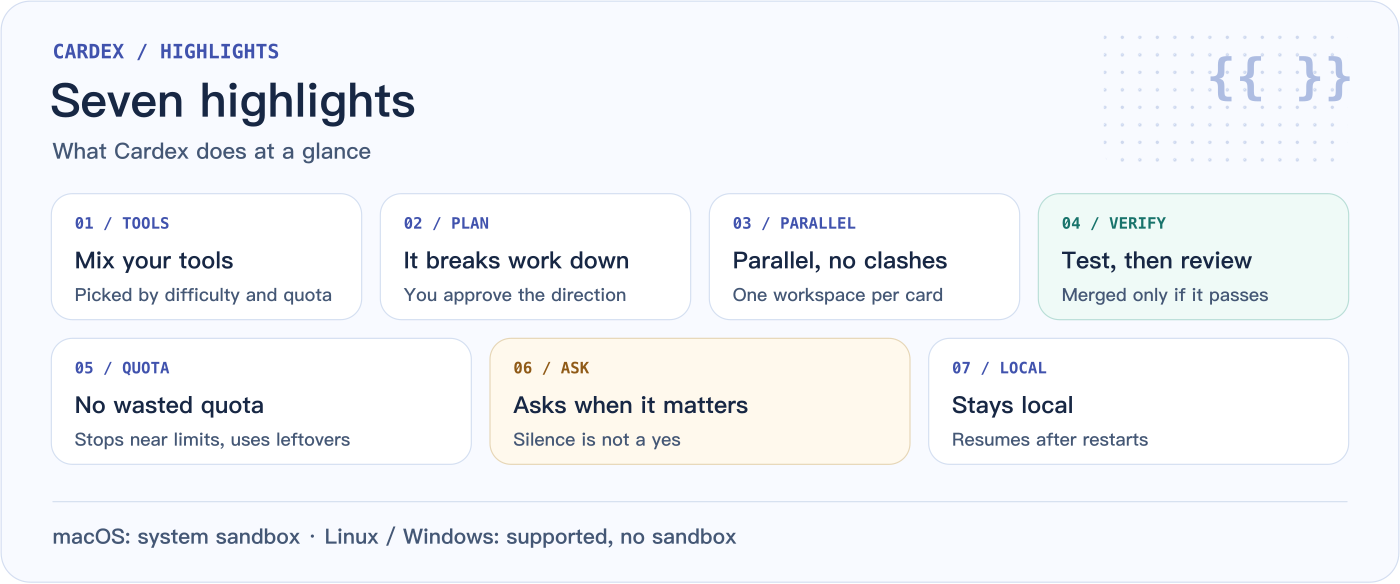 CARDEX / HIGHLIGHTS
{{ }}
Seven highlights
What Cardex does at a glance
01 / TOOLS
Mix your tools
Picked by difficulty and quota
02 / PLAN
It breaks work down
You approve the direction
03 / PARALLEL
Parallel, no clashes
One workspace per card
04 / VERIFY
Test, then review
Merged only if it passes
05 / QUOTA
No wasted quota
Stops near limits, uses leftovers
06 / ASK
Asks when it matters
Silence is not a yes
07 / LOCAL
Stays local
Resumes after restarts
macOS: system sandbox · Linux / Windows: supported, no sandbox